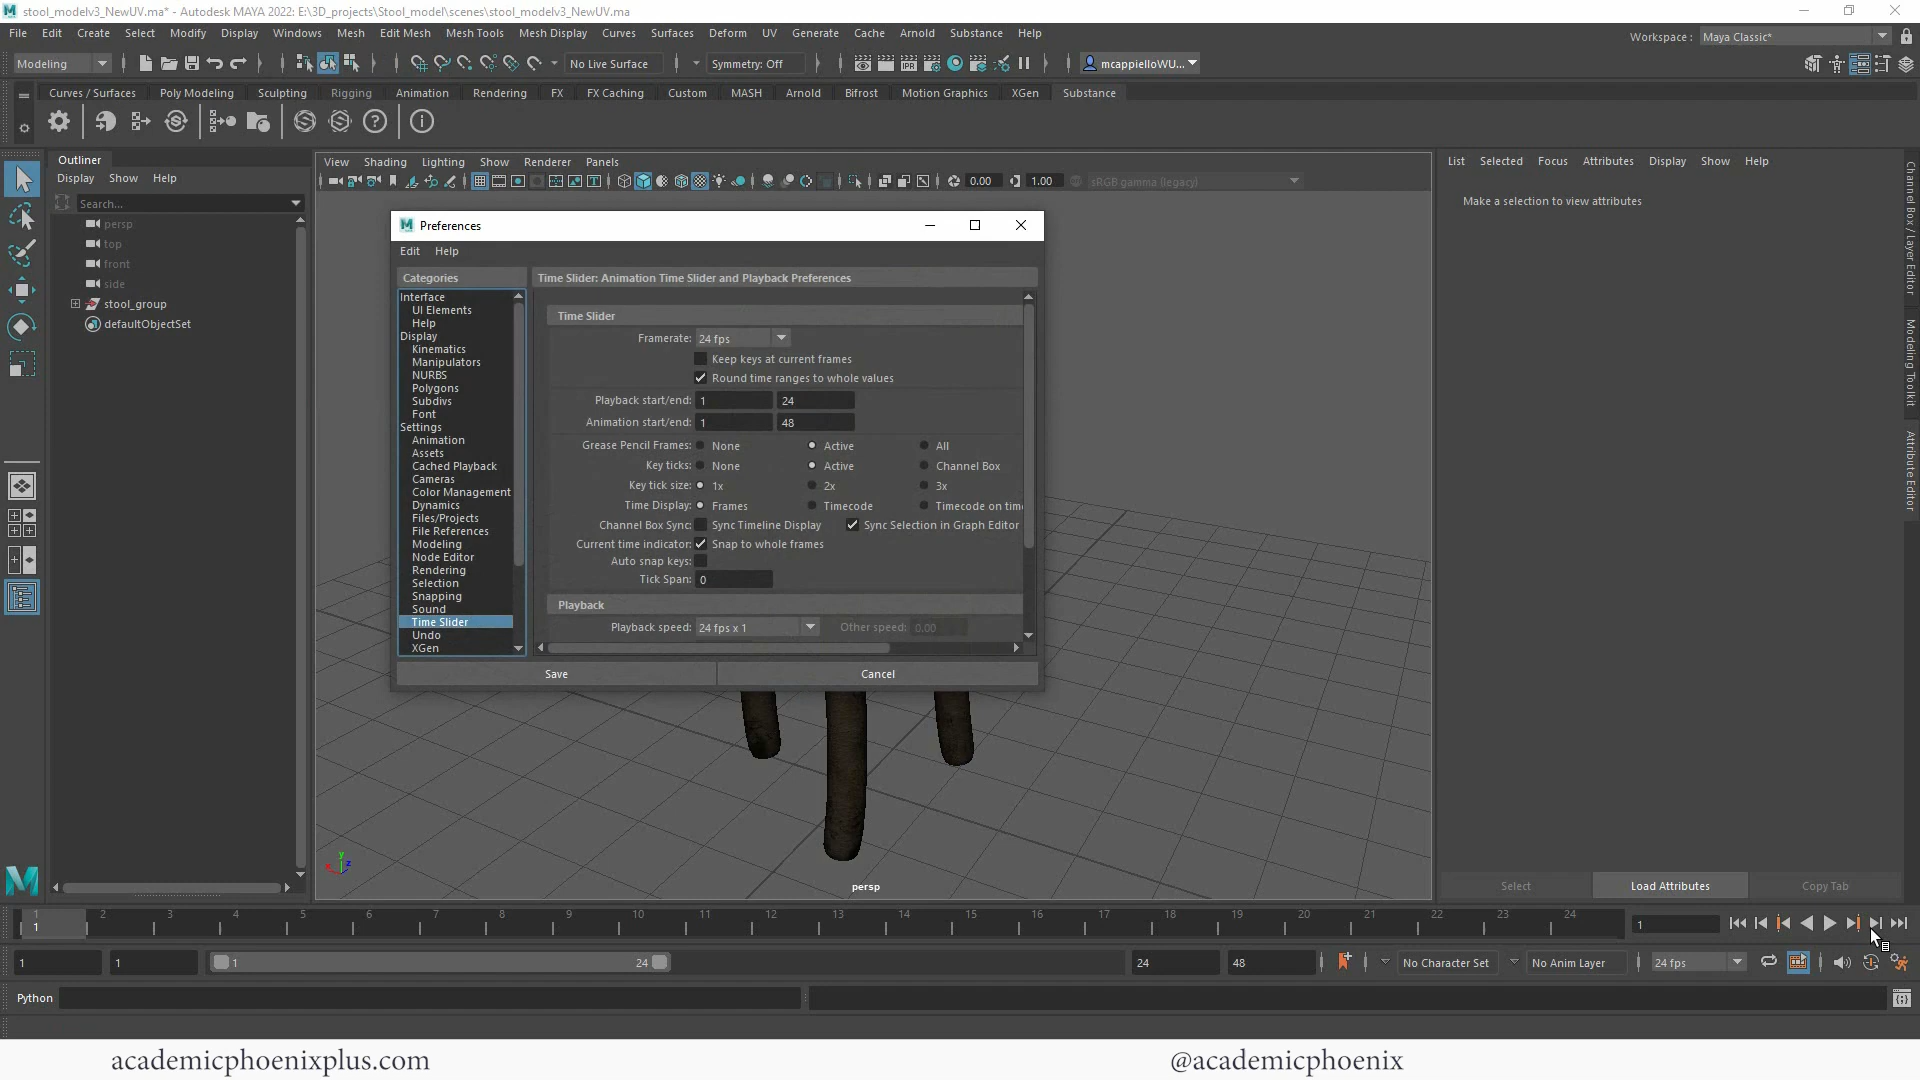 stool_modelv3_NewUV.ma* - Autodesk MAYA 2022: E:\3D_projects\Stool_model\scenes\stool_modelv3_NewUV.ma
File Edit Create Select Modify Display Windows Mesh Edit Mesh Mesh Tools Mesh Display Curves Surfaces Deform UV Generate Cache Arnold Substance Help
Workspace : Maya Classic*
Modeling No Live Surface Symmetry: Off mcappielloWU...
Curves / Surfaces Poly Modeling Sculpting Rigging Animation Rendering FX FX Caching Custom MASH Arnold Bifrost Motion Graphics XGen Substance
Outliner
Display Show Help
Search...
persp
top
front
side
stool_group
defaultObjectSet
View Shading Lighting Show Renderer Panels
0.00 1.00 sRGB gamma (legacy)
Preferences
Edit Help
Categories
Interface
UI Elements
Help
Display
Kinematics
Manipulators
NURBS
Polygons
Subdivs
Font
Settings
Animation
Assets
Cached Playback
Cameras
Color Management
Dynamics
Files/Projects
File References
Modeling
Node Editor
Rendering
Selection
Snapping
Sound
Time Slider
Undo
XGen
Time Slider: Animation Time Slider and Playback Preferences
Time Slider
Framerate: 24 fps
Keep keys at current frames
Round time ranges to whole values
Playback start/end: 1 24
Animation start/end: 1 48
Grease Pencil Frames: None Active All
Key ticks: None Active Channel Box
Key tick size: 1x 2x 3x
Time Display: Frames Timecode Timecode on tim
Channel Box Sync: Sync Timeline Display Sync Selection in Graph Editor
Current time indicator: Snap to whole frames
Auto snap keys:
Tick Span: 0
Playback
Playback speed: 24 fps x 1 Other speed: 0.00
Save Cancel
persp
List Selected Focus Attributes Display Show Help
Make a selection to view attributes
Channel Box / Layer Editor
Modeling Toolkit
Attribute Editor
Select Load Attributes Copy Tab
1 2 3 4 5 6 7 8 9 10 11 12 13 14 15 16 17 18 19 20 21 22 23 24
1
1
1 1 1 24 24 48 No Character Set No Anim Layer 24 fps
Python
academicphoenixplus.com @academicphoenix